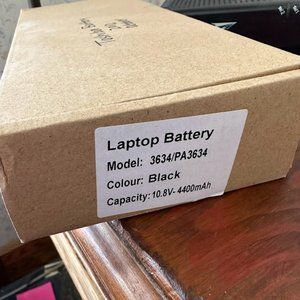 Laptop Battery
Model: 3634/PA3634
Colour: Black
Capacity: 10.8V- 4400mAh